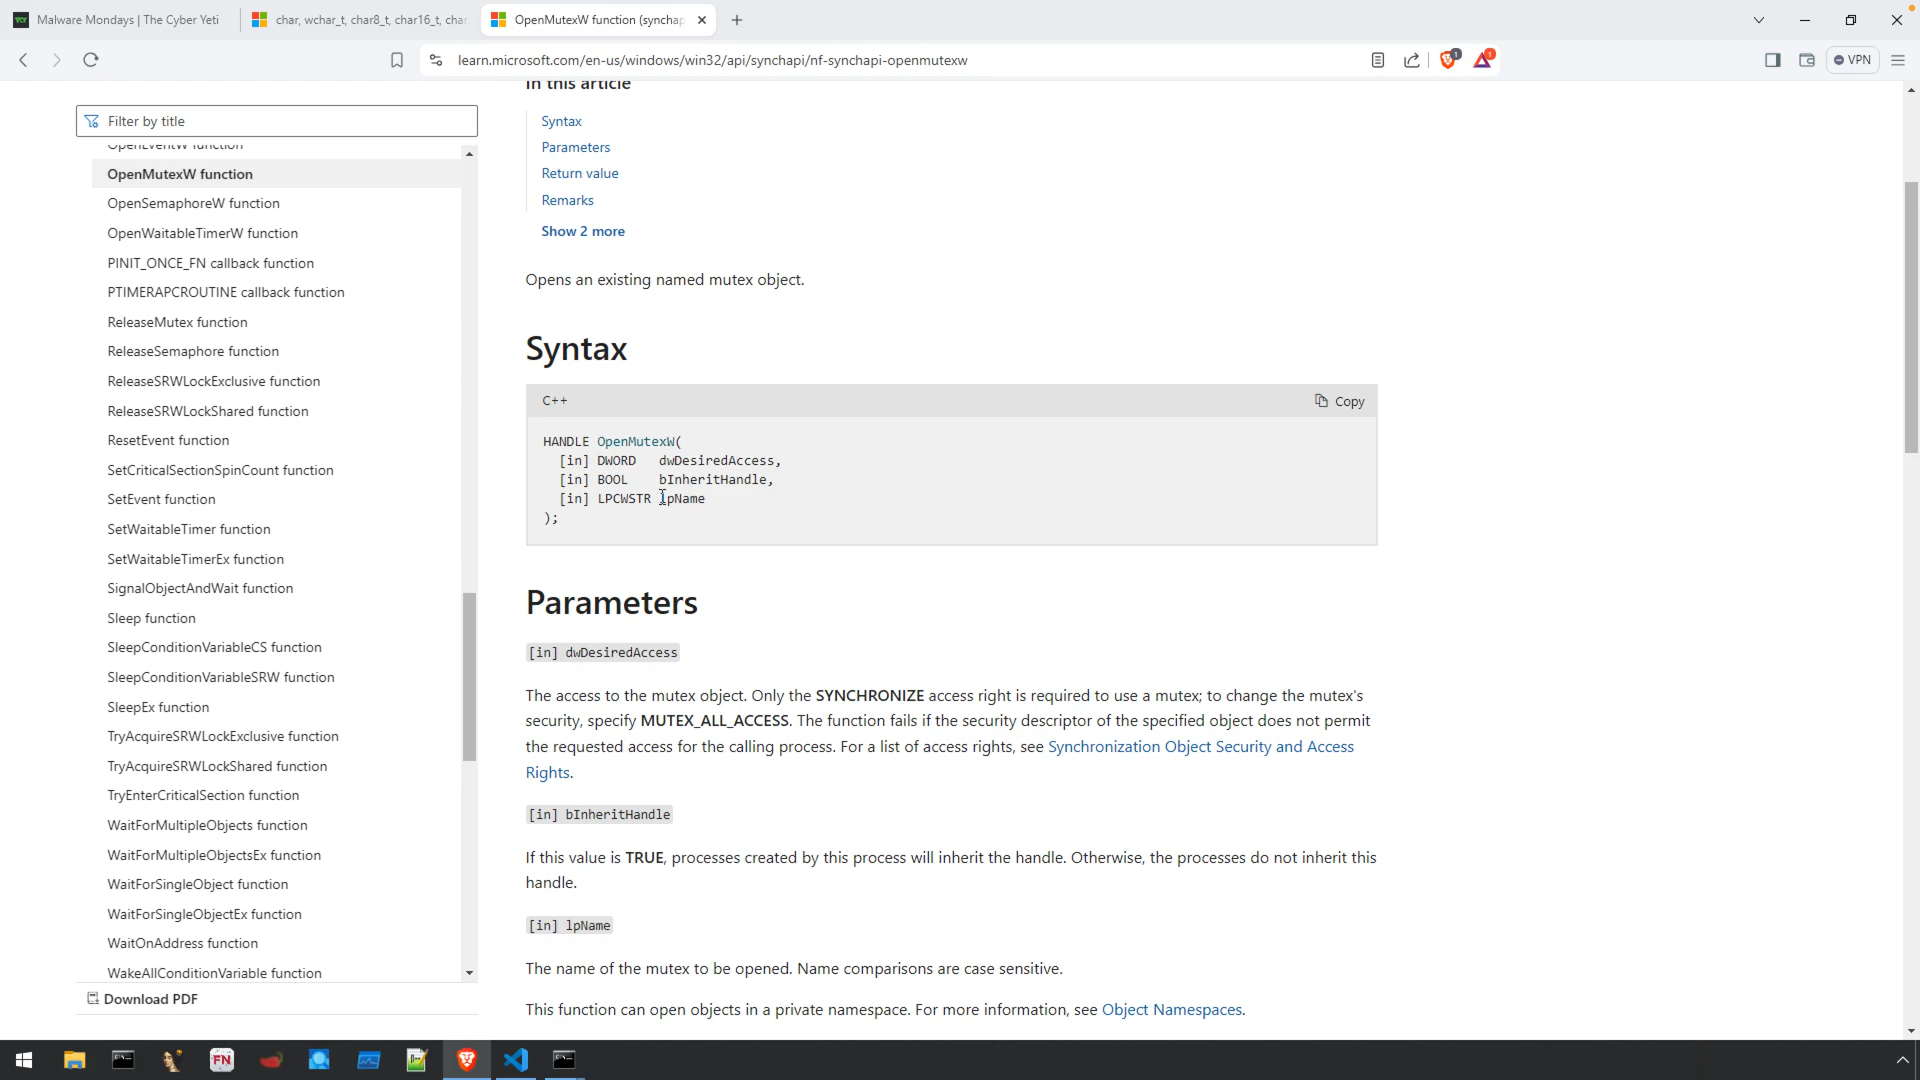 Malware Mondays | The Cyber Yeti
char, wchar_t, char8_t, char16_t, char
OpenMutexW function (synchap
learn.microsoft.com/en-us/windows/win32/api/synchapi/nf-synchapi-openmutexw
1
1
VPN
Filter by title
OpenEventW function
OpenMutexW function
OpenSemaphoreW function
OpenWaitableTimerW function
PINIT_ONCE_FN callback function
PTIMERAPCROUTINE callback function
ReleaseMutex function
ReleaseSemaphore function
ReleaseSRWLockExclusive function
ReleaseSRWLockShared function
ResetEvent function
SetCriticalSectionSpinCount function
SetEvent function
SetWaitableTimer function
SetWaitableTimerEx function
SignalObjectAndWait function
Sleep function
SleepConditionVariableCS function
SleepConditionVariableSRW function
SleepEx function
TryAcquireSRWLockExclusive function
TryAcquireSRWLockShared function
TryEnterCriticalSection function
WaitForMultipleObjects function
WaitForMultipleObjectsEx function
WaitForSingleObject function
WaitForSingleObjectEx function
WaitOnAddress function
WakeAllConditionVariable function
Download PDF
In this article
Syntax
Parameters
Return value
Remarks
Show 2 more
Opens an existing named mutex object.
Syntax
C++
Copy
HANDLE OpenMutexW(
[in] DWORD dwDesiredAccess,
[in] BOOL bInheritHandle,
[in] LPCWSTR lpName
);
Parameters
[in] dwDesiredAccess
The access to the mutex object. Only the SYNCHRONIZE access right is required to use a mutex; to change the mutex's
security, specify MUTEX_ALL_ACCESS. The function fails if the security descriptor of the specified object does not permit
the requested access for the calling process. For a list of access rights, see Synchronization Object Security and Access
Rights.
[in] bInheritHandle
If this value is TRUE, processes created by this process will inherit the handle. Otherwise, the processes do not inherit this
handle.
[in] lpName
The name of the mutex to be opened. Name comparisons are case sensitive.
This function can open objects in a private namespace. For more information, see Object Namespaces.
FN